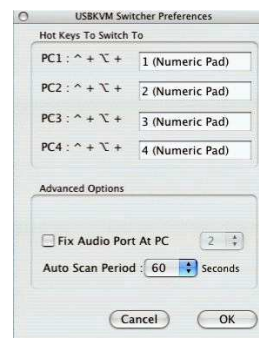 USBKVM Switcher Preferences
Hot Keys To Switch To
PC1 : ^ + ⌥ + 1 (Numeric Pad)
PC2 : ^ + ⌥ + 2 (Numeric Pad)
PC3 : ^ + ⌥ + 3 (Numeric Pad)
PC4 : ^ + ⌥ + 4 (Numeric Pad)
Advanced Options
Fix Audio Port At PC 2
Auto Scan Period : 60 Seconds
Cancel OK